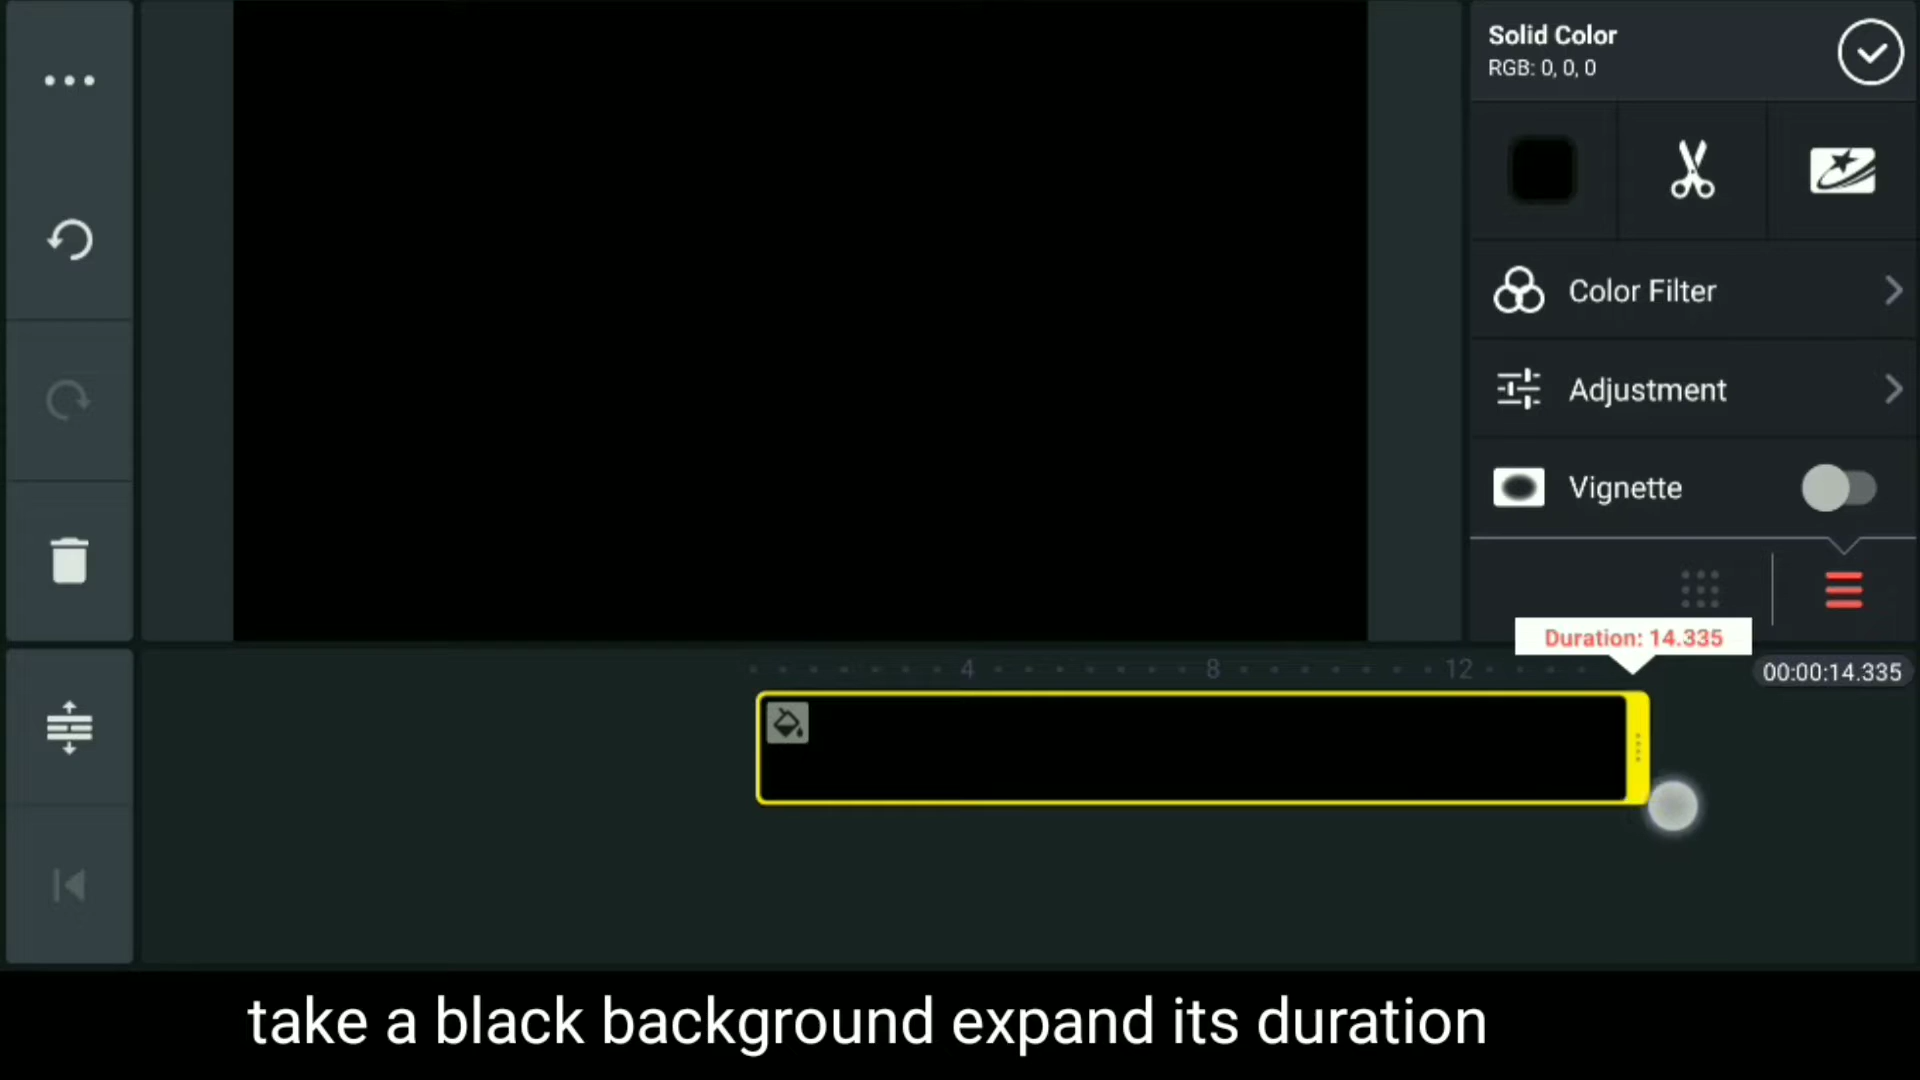 Solid Color
RGB: 0, 0, 0
Color Filter
Adjustment
Vignette
Duration: 14.335
4 8 12
00:00:14.335
take a black background expand its duration